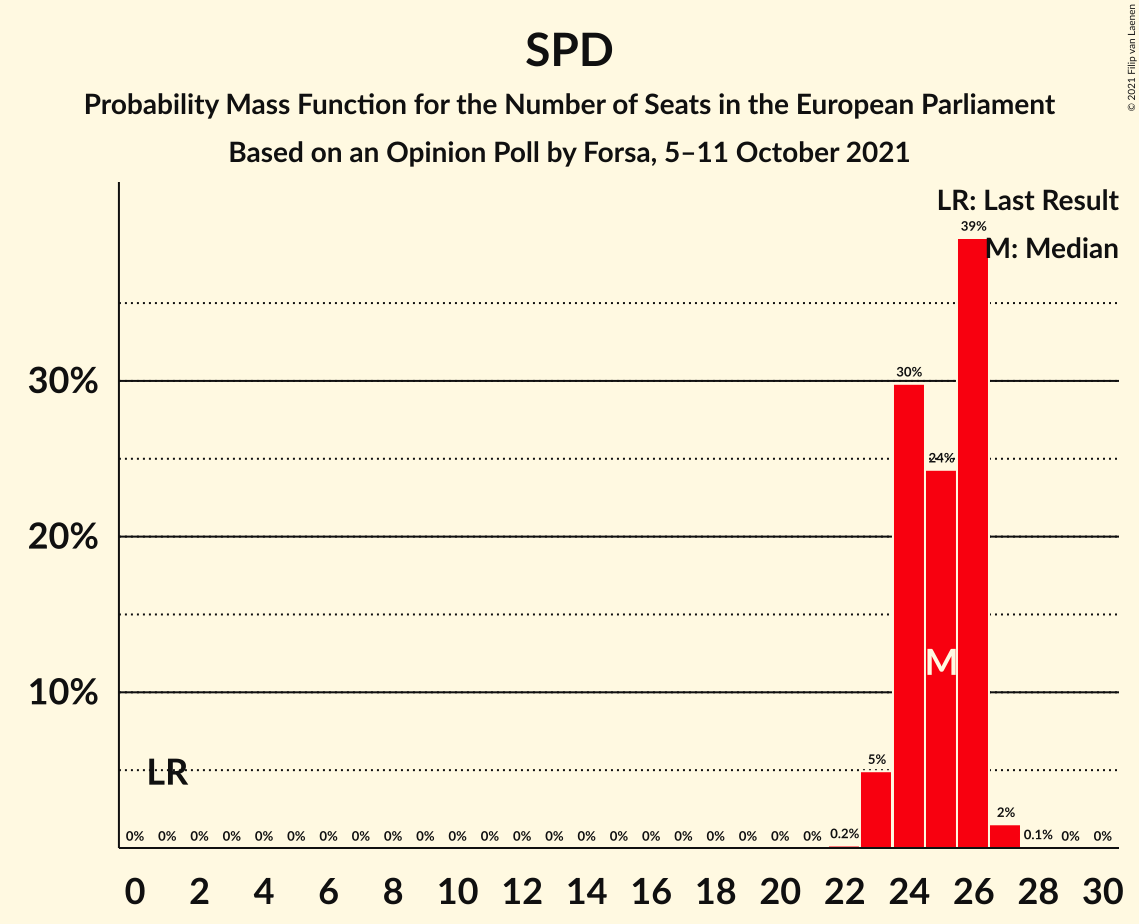 SPD
Probability Mass Function for the Number of Seats in the European Parliament
Based on an Opinion Poll by Forsa, 5–11 October 2021
© 2021 Filip van Laenen
LR: Last Result
M: Median
39%
30%
30%
24%
20%
M
10%
LR
5%
2%
0% 0% 0% 0% 0% 0% 0% 0% 0% 0% 0% 0% 0% 0% 0% 0% 0% 0% 0% 0% 0% 0% 0.2% 0.1% 0% 0%
0 2 4 6 8 10 12 14 16 18 20 22 24 26 28 30